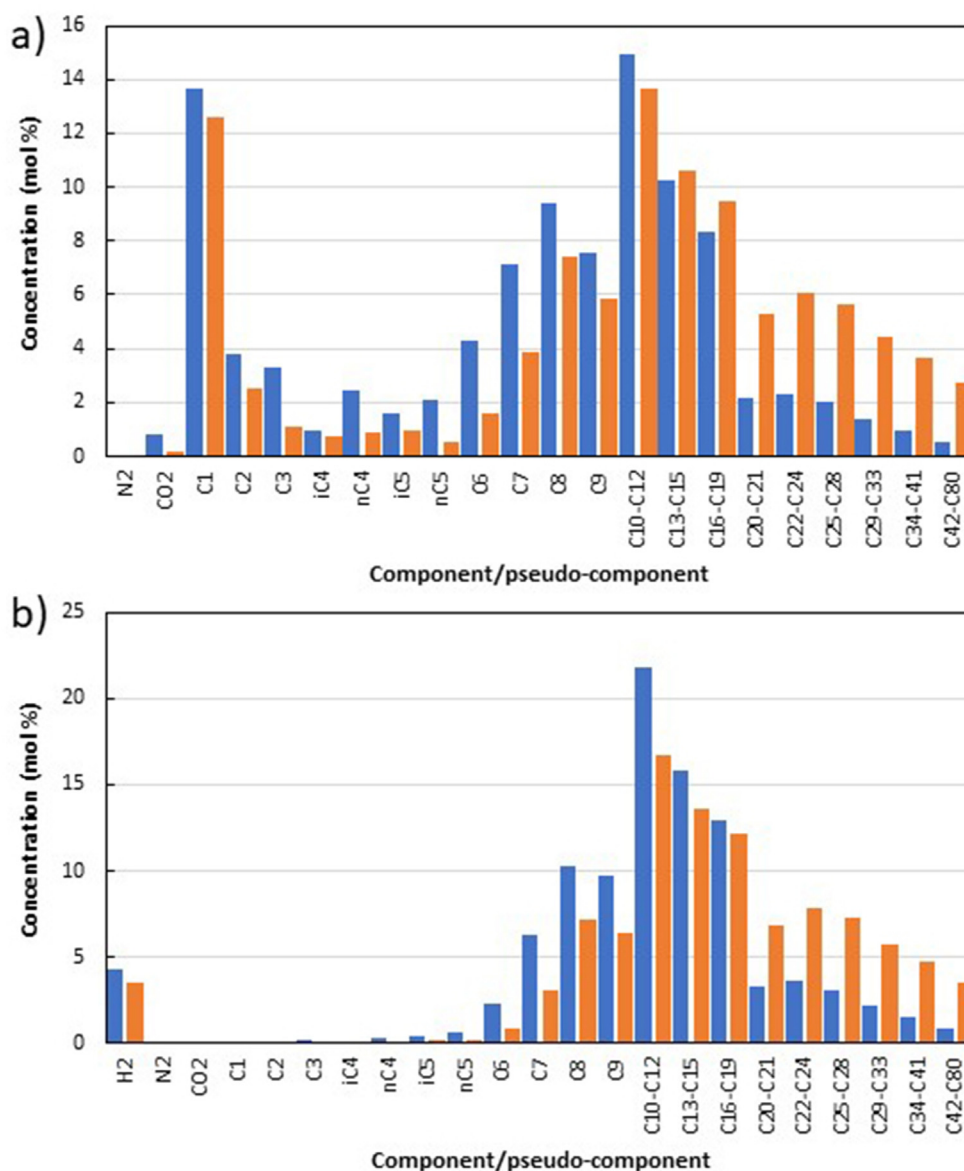 a)
Concentration (mol %)
16
14
12
10
8
6
4
2
0
N2
CO2
C1
C2
C3
iC4
nC4
iC5
nC5
C6
C7
C8
C9
C10-C12
C13-C15
C16-C19
C20-C21
C22-C24
C25-C28
C29-C33
C34-C41
C42-C80
Component/pseudo-component
b)
Concentration (mol %)
25
20
15
10
5
0
H2
N2
CO2
C1
C2
C3
iC4
nC4
iC5
nC5
C6
C7
C8
C9
C10-C12
C13-C15
C16-C19
C20-C21
C22-C24
C25-C28
C29-C33
C34-C41
C42-C80
Component/pseudo-component